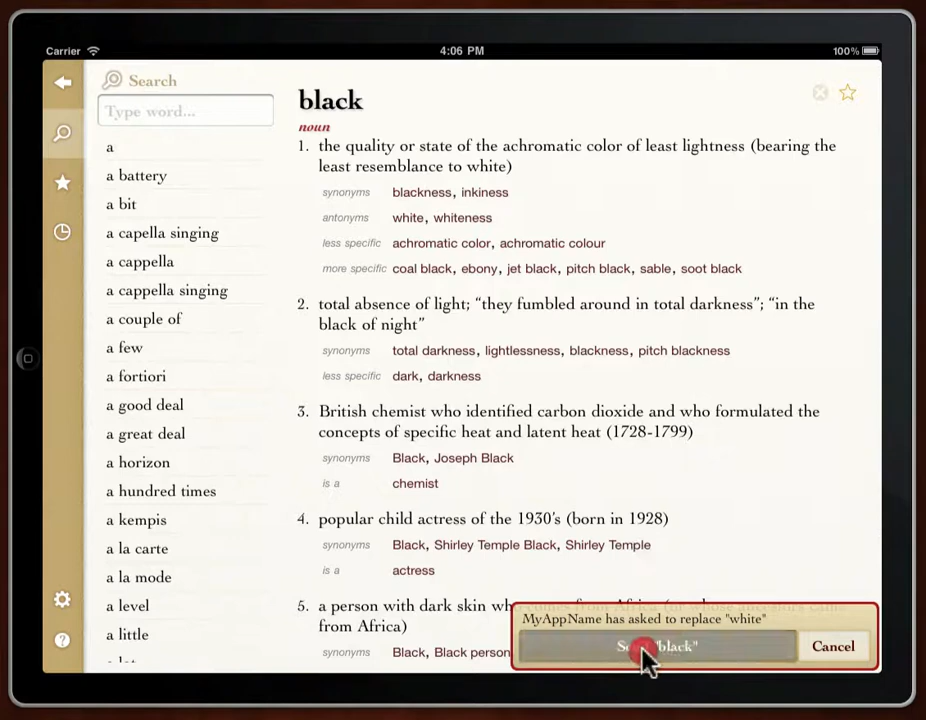 Carrier
4:06 PM
100%
Search
Type word...
a
a battery
a bit
a capella singing
a cappella
a cappella singing
a couple of
a few
a fortiori
a good deal
a great deal
a horizon
a hundred times
a kempis
a la carte
a la mode
a level
a little
black
noun
1. the quality or state of the achromatic color of least lightness (bearing the
least resemblance to white)
synonyms blackness, inkiness
antonyms white, whiteness
less specific achromatic color, achromatic colour
more specific coal black, ebony, jet black, pitch black, sable, soot black
2. total absence of light; “they fumbled around in total darkness”; “in the
black of night”
synonyms total darkness, lightlessness, blackness, pitch blackness
less specific dark, darkness
3. British chemist who identified carbon dioxide and who formulated the
concepts of specific heat and latent heat (1728-1799)
synonyms Black, Joseph Black
is a chemist
4. popular child actress of the 1930’s (born in 1928)
synonyms Black, Shirley Temple Black, Shirley Temple
is a actress
5. a person with dark skin who comes from Africa (or whose ancestors came
from Africa)
synonyms Black, Black person
MyAppName has asked to replace "white"
"black"
Cancel
?